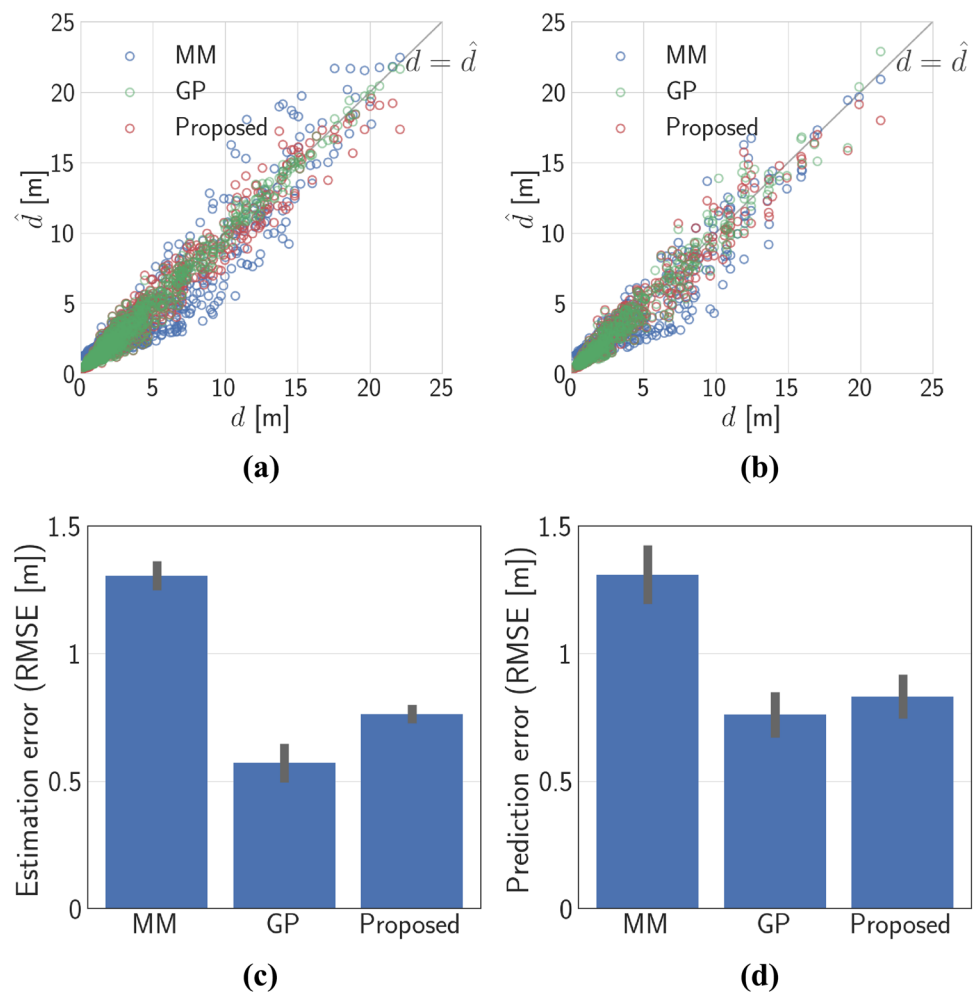 25
20
15
10
5
0
0 5 10 15 20 25
d̂ [m]
d [m]
MM
GP
Proposed
d = d̂
(a)
25
20
15
10
5
0
0 5 10 15 20 25
d̂ [m]
d [m]
MM
GP
Proposed
d = d̂
(b)
1.5
1
0.5
0
Estimation error (RMSE [m])
MM GP Proposed
(c)
1.5
1
0.5
0
Prediction error (RMSE [m])
MM GP Proposed
(d)